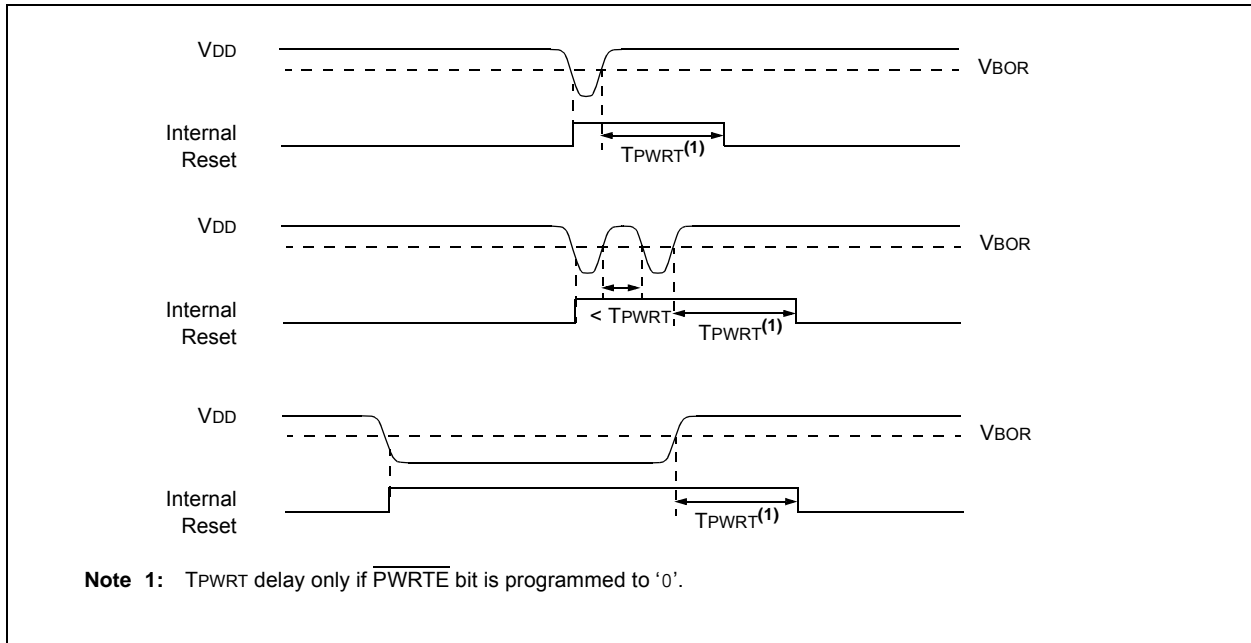 VDD
VBOR
Internal
Reset
TPWRT(1)
VDD
VBOR
Internal
Reset
< TPWRT
TPWRT(1)
VDD
VBOR
Internal
Reset
TPWRT(1)
Note 1: TPWRT delay only if PWRTE bit is programmed to ‘0’.